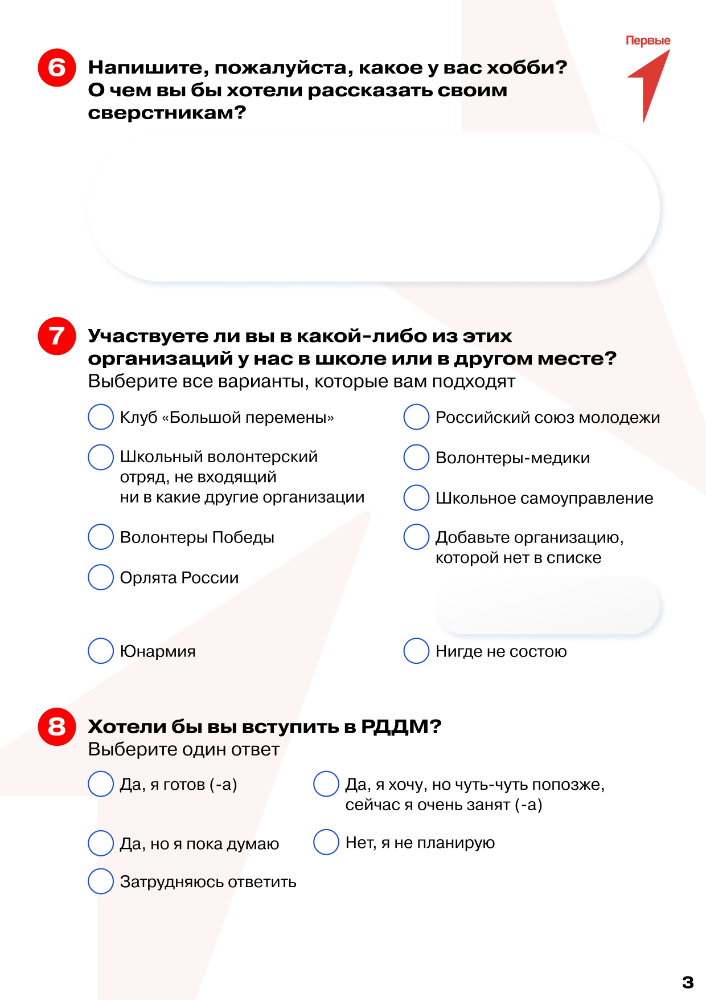 Первые
6
Напишите, пожалуйста, какое у вас хобби?
О чем вы бы хотели рассказать своим
сверстникам?
7
Участвуете ли вы в какой-либо из этих
организаций у нас в школе или в другом месте?
Выберите все варианты, которые вам подходят
Клуб «Большой перемены»
Школьный волонтерский
отряд, не входящий
ни в какие другие организации
Волонтеры Победы
Орлята России
Юнармия
Российский союз молодежи
Волонтеры-медики
Школьное самоуправление
Добавьте организацию,
которой нет в списке
Нигде не состою
8
Хотели бы вы вступить в РДДМ?
Выберите один ответ
Да, я готов (-а)
Да, я хочу, но чуть-чуть попозже,
сейчас я очень занят (-а)
Да, но я пока думаю
Нет, я не планирую
Затрудняюсь ответить
3